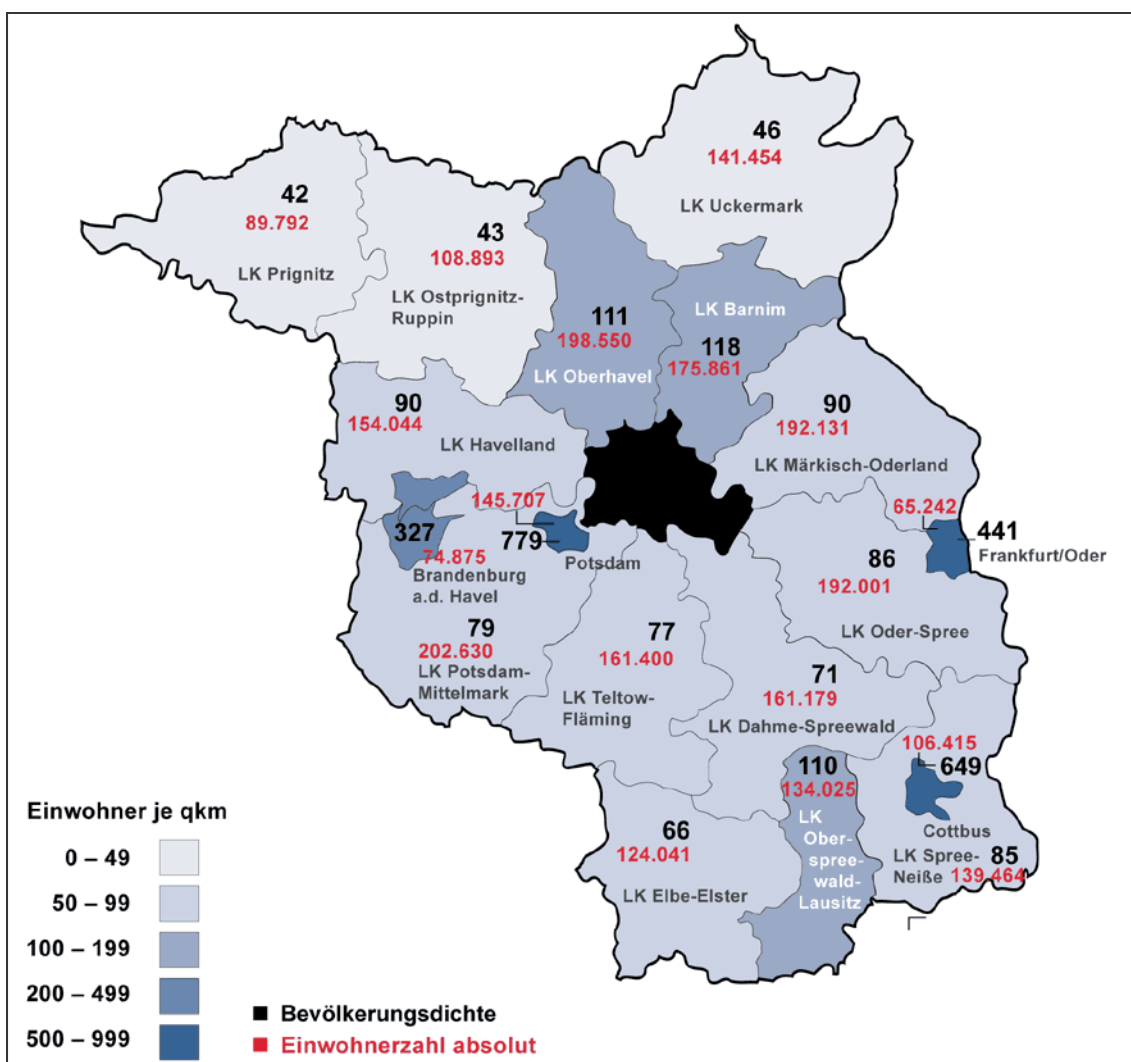 46
141.454
LK Uckermark
42
89.792
LK Prignitz
43
108.893
LK Ostprignitz-
Ruppin
111
198.550
LK Oberhavel
LK Barnim
118
175.861
90
154.044
LK Havelland
90
192.131
LK Märkisch-Oderland
145.707
779
Potsdam
327
74.875
Brandenburg
a.d. Havel
65.242
441
Frankfurt/Oder
86
192.001
LK Oder-Spree
79
202.630
LK Potsdam-
Mittelmark
77
161.400
LK Teltow-
Fläming
71
161.179
LK Dahme-Spreewald
106.415
649
Cottbus
110
134.025
LK
Ober-
spree-
wald-
Lausitz
66
124.041
LK Elbe-Elster
85
LK Spree-
Neiße
139.464
Einwohner je qkm
0 – 49
50 – 99
100 – 199
200 – 499
500 – 999
Bevölkerungsdichte
Einwohnerzahl absolut